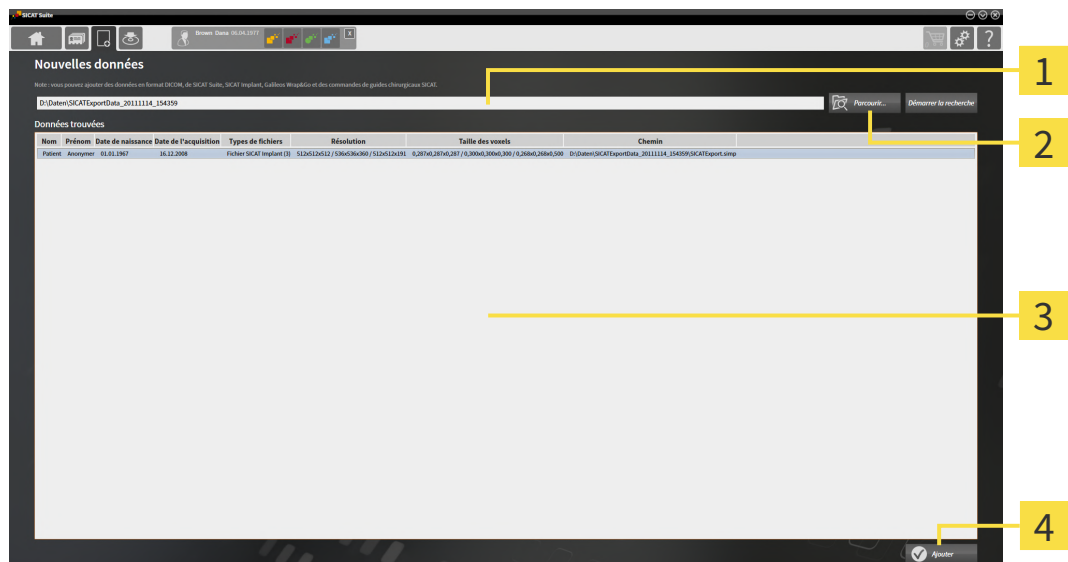 SICAT Suite
Brown Dana 06.04.1977
X
?
Nouvelles données
Note : vous pouvez ajouter des données en format DICOM, de SICAT Suite, SICAT Implant, Galileos Wrap&Go et des commandes de guides chirurgicaux SICAT.
1
D:\Daten\SICATExportData_20111114_154359
Parcourir...
Démarrer la recherche
Données trouvées
2
Nom Prénom Date de naissance Date de l'acquisition Types de fichiers Résolution Taille des voxels Chemin
Patient Anonymer 01.01.1967 16.12.2008 Fichier SICAT Implant (3) 512x512x512 / 536x536x360 / 512x512x191 0,287x0,287x0,287 / 0,300x0,300x0,300 / 0,268x0,268x0,500 D:\Daten\SICATExportData_20111114_154359\SICATExport.simp
3
4
Ajouter